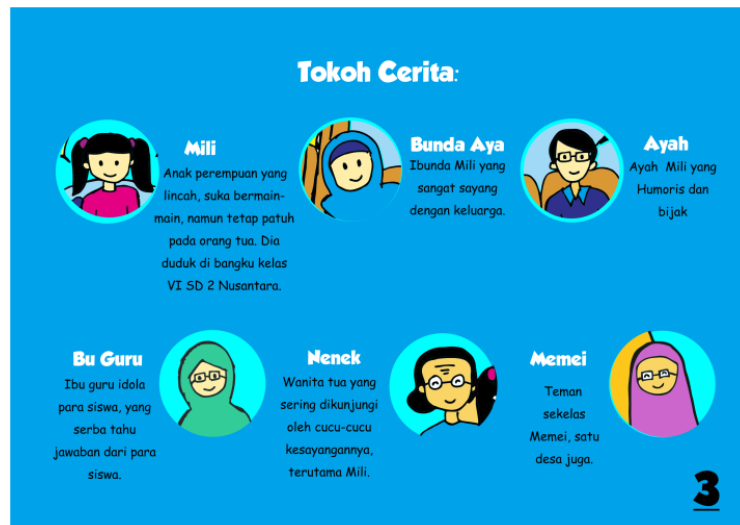 Tokoh Cerita:
Mili
Anak perempuan yang
lincah, suka bermain-
main, namun tetap patuh
pada orang tua. Dia
duduk di bangku kelas
VI SD 2 Nusantara.
Bunda Aya
Ibunda Mili yang
sangat sayang
dengan keluarga.
Ayah
Ayah Mili yang
Humoris dan
bijak
Bu Guru
Ibu guru idola
para siswa, yang
serba tahu
jawaban dari para
siswa.
Nenek
Wanita tua yang
sering dikunjungi
oleh cucu-cucu
kesayangannya,
terutama Mili.
Memei
Teman
sekelas
Memei, satu
desa juga.
3